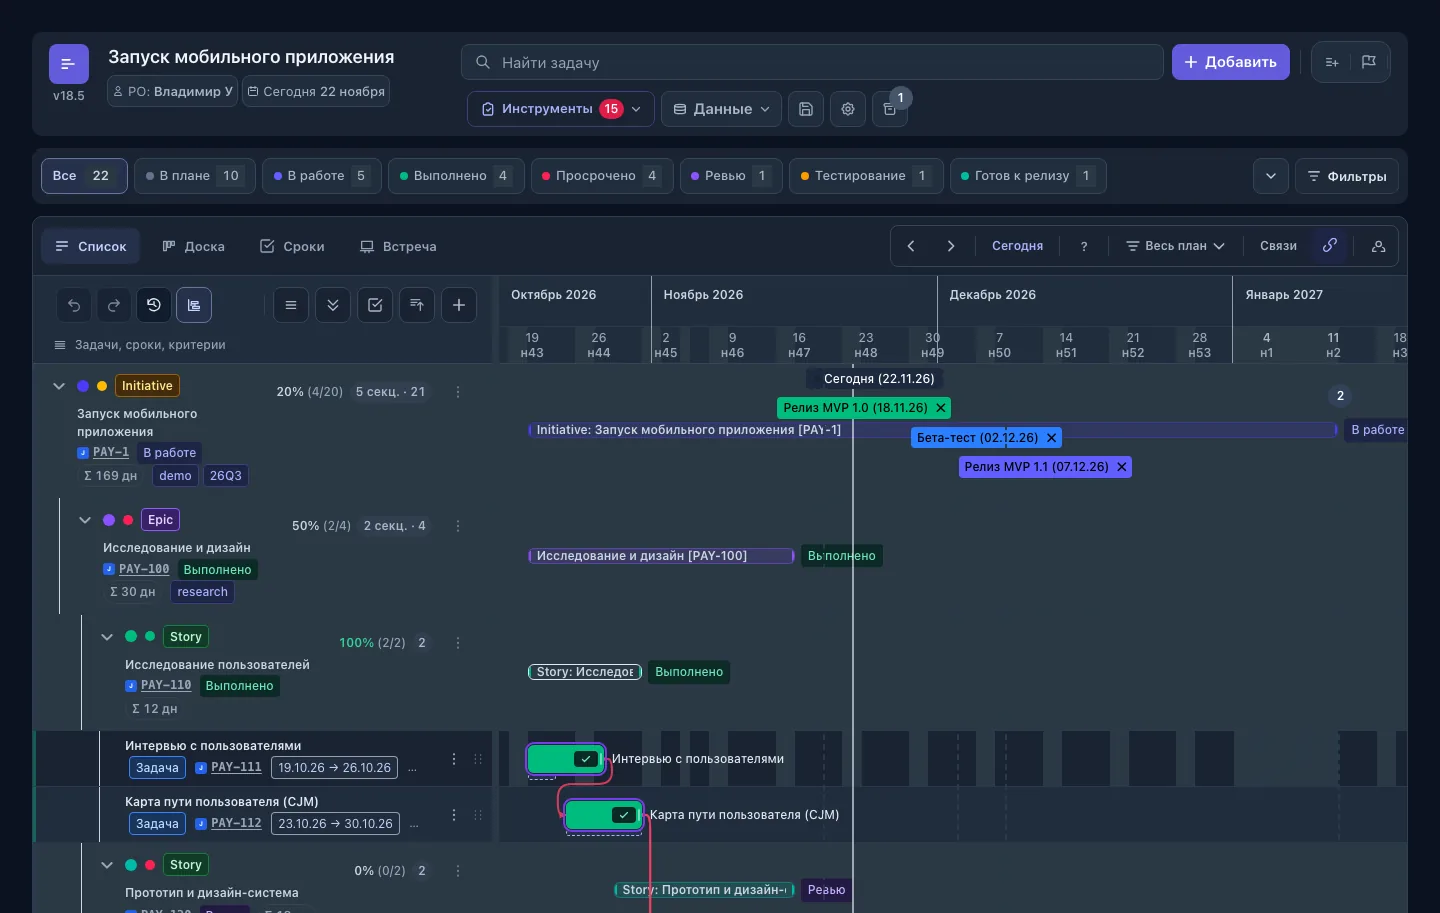 Запуск мобильного приложения
v18.5
PO: Владимир У
Сегодня 22 ноября
Найти задачу
Добавить
Инструменты 15
Данные
1
Все 22
В плане 10
В работе 5
Выполнено 4
Просрочено 4
Ревью 1
Тестирование 1
Готов к релизу 1
Фильтры
Список
Доска
Сроки
Встреча
Сегодня
?
Весь план
Связи
Задачи, сроки, критерии
Октябрь 2026
Ноябрь 2026
Декабрь 2026
Январь 2027
19 26 2 9 16 23 30 7 14 21 28 4 11 18
н43 н44 н45 н46 н47 н48 н49 н50 н51 н52 н53 н1 н2 н3
Initiative
20% (4/20)
5 секц. · 21
Запуск мобильного
приложения
PAY-1 В работе
Σ 169 дн demo 26Q3
Сегодня (22.11.26)
Релиз MVP 1.0 (18.11.26) ✕
2
Initiative: Запуск мобильного приложения [PAY-1]
Бета-тест (02.12.26) ✕
В работе
Релиз MVP 1.1 (07.12.26) ✕
Epic
50% (2/4)
2 секц. · 4
Исследование и дизайн
PAY-100 Выполнено
Σ 30 дн research
Исследование и дизайн [PAY-100]
Выполнено
Story
100% (2/2) 2
Исследование пользователей
PAY-110 Выполнено
Σ 12 дн
Story: Исследов
Выполнено
Интервью с пользователями
Задача PAY-111 19.10.26 → 26.10.26 ...
Интервью с пользователями
Карта пути пользователя (CJM)
Задача PAY-112 23.10.26 → 30.10.26 ...
Карта пути пользователя (CJM)
Story
0% (0/2) 2
Прототип и дизайн-система
Story: Прототип и дизайн-
Ревью